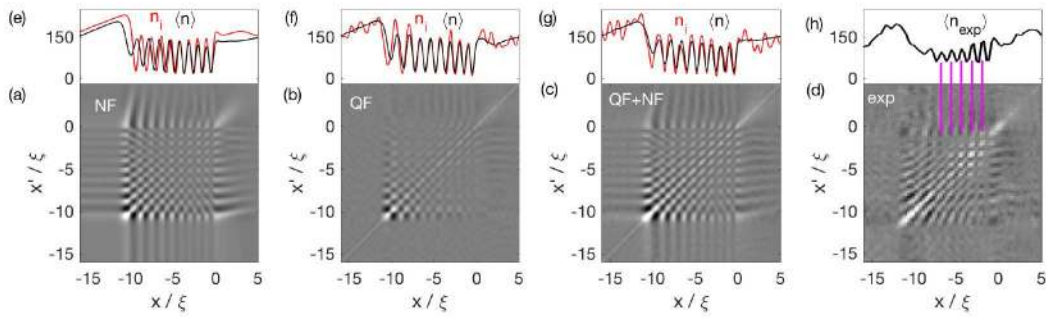 (e) n_i ⟨n⟩ (f) n_i ⟨n⟩ (g) n_i ⟨n⟩ (h) ⟨n_exp⟩
150 150 150 150
0 0 0 0
(a) NF (b) QF (c) QF+NF (d) exp
0 0 0 0
x' / ξ x' / ξ x' / ξ x' / ξ
-5 -5 -5 -5
-10 -10 -10 -10
-15 -15 -15 -15
-15 -10 -5 0 5 -15 -10 -5 0 5 -15 -10 -5 0 5 -15 -10 -5 0 5
x / ξ x / ξ x / ξ x / ξ